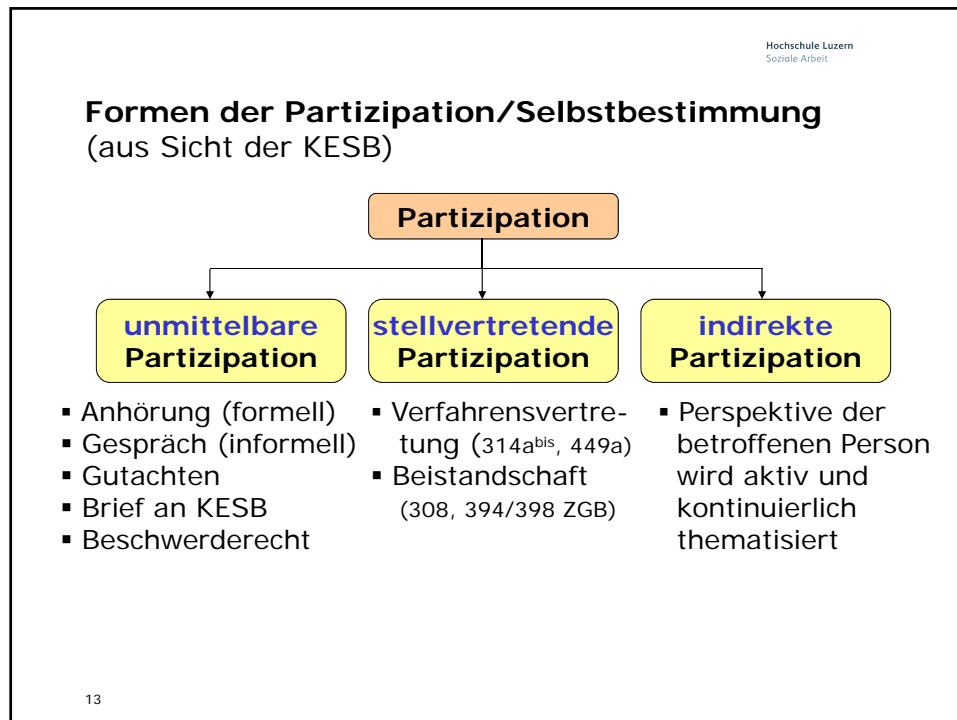 Hochschule Luzern
Soziale Arbeit
Formen der Partizipation/Selbstbestimmung
(aus Sicht der KESB)
Partizipation
unmittelbare
Partizipation
▪ Anhörung (formell)
▪ Gespräch (informell)
▪ Gutachten
▪ Brief an KESB
▪ Beschwerderecht
stellvertretende
Partizipation
▪ Verfahrensvertre-
tung (314a^bis, 449a)
▪ Beistandschaft
(308, 394/398 ZGB)
indirekte
Partizipation
▪ Perspektive der
betroffenen Person
wird aktiv und
kontinuierlich
thematisiert
13